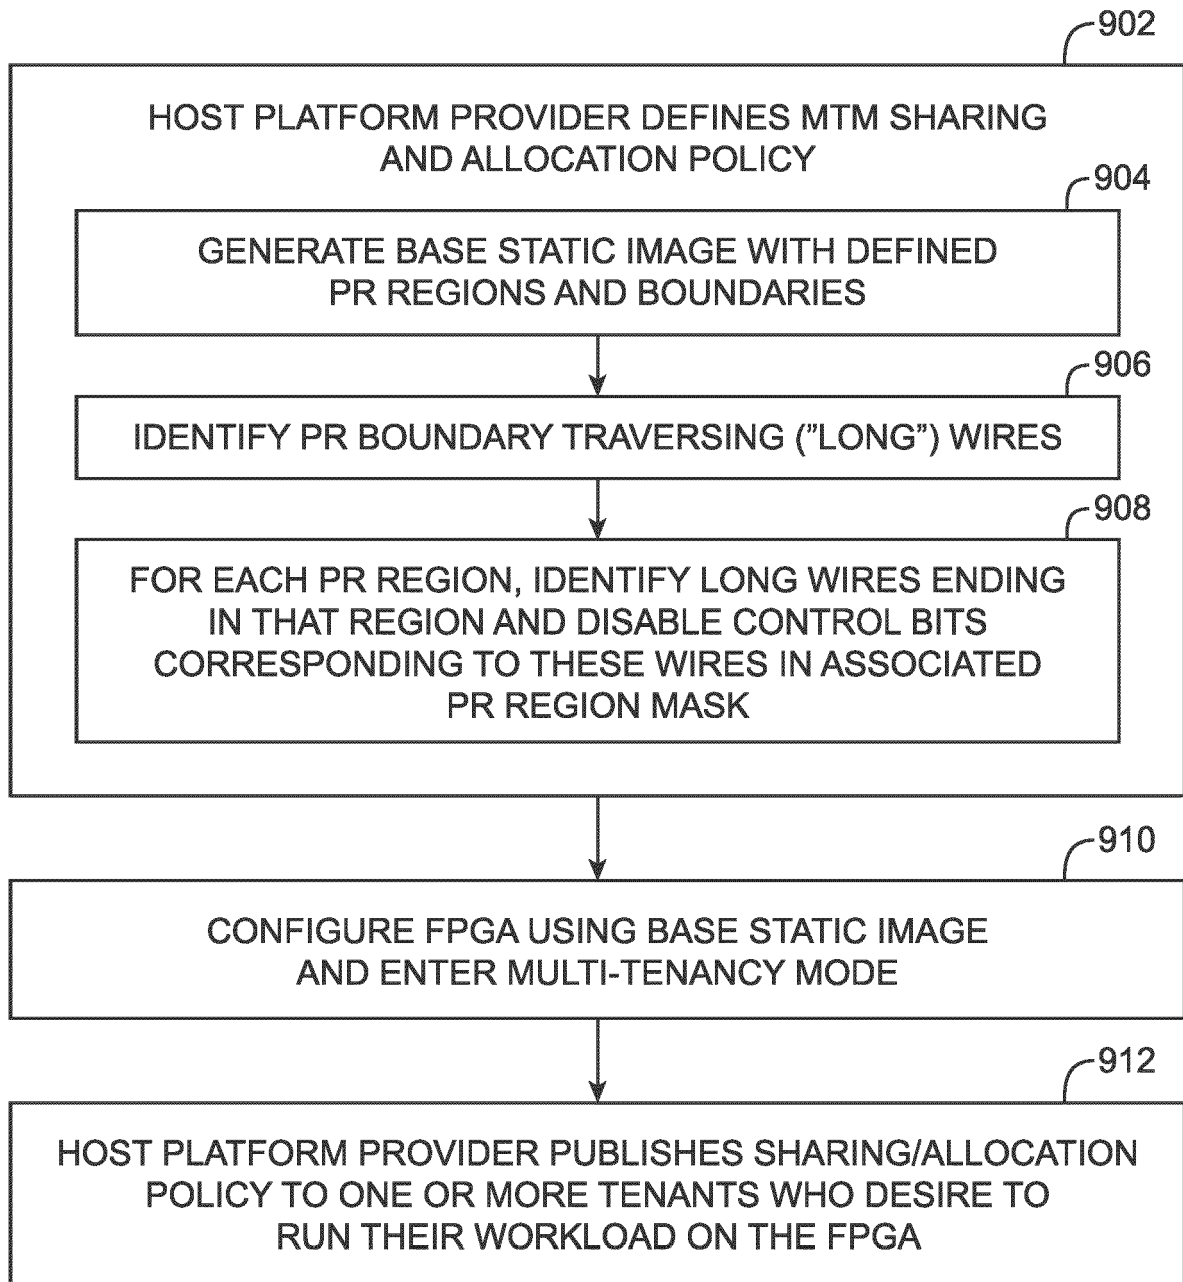 902
HOST PLATFORM PROVIDER DEFINES MTM SHARING
AND ALLOCATION POLICY
904
GENERATE BASE STATIC IMAGE WITH DEFINED
PR REGIONS AND BOUNDARIES
906
IDENTIFY PR BOUNDARY TRAVERSING (”LONG”) WIRES
908
FOR EACH PR REGION, IDENTIFY LONG WIRES ENDING
IN THAT REGION AND DISABLE CONTROL BITS
CORRESPONDING TO THESE WIRES IN ASSOCIATED
PR REGION MASK
910
CONFIGURE FPGA USING BASE STATIC IMAGE
AND ENTER MULTI-TENANCY MODE
912
HOST PLATFORM PROVIDER PUBLISHES SHARING/ALLOCATION
POLICY TO ONE OR MORE TENANTS WHO DESIRE TO
RUN THEIR WORKLOAD ON THE FPGA